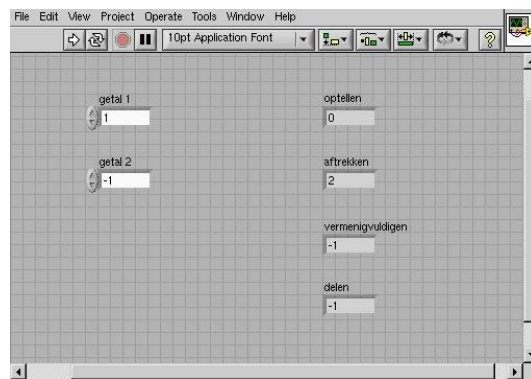 File Edit View Project Operate Tools Window Help
10pt Application Font
?
getal 1
1
getal 2
-1
optellen
0
aftrekken
2
vermenigvuldigen
-1
delen
-1